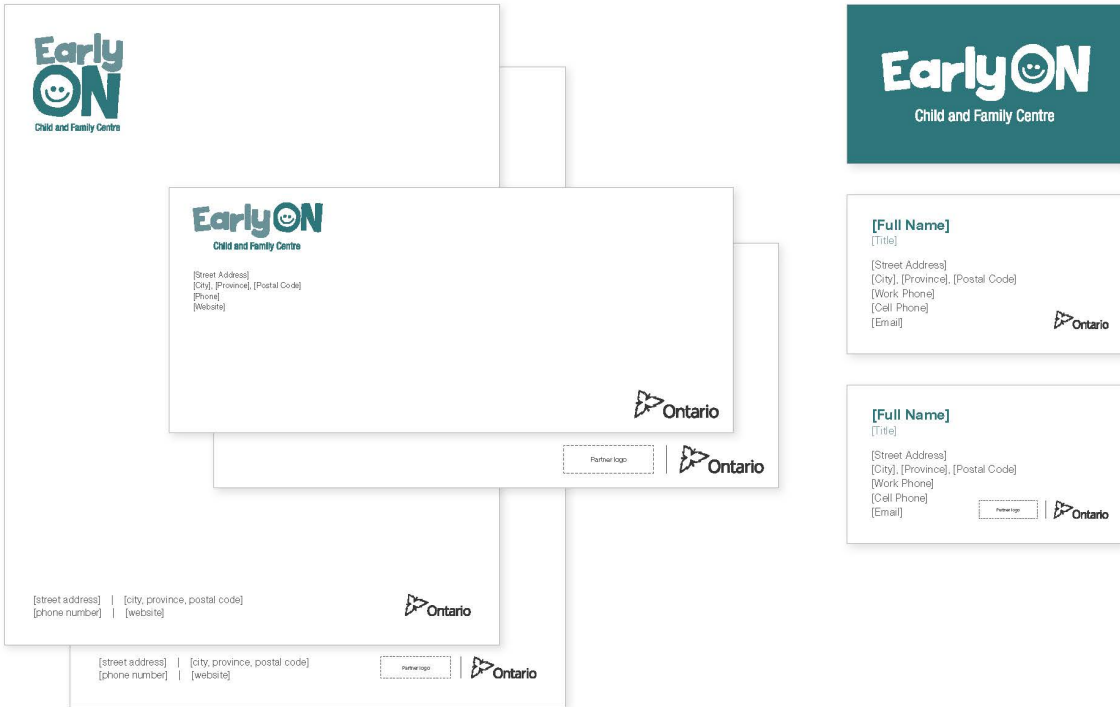 Early
ON
Child and Family Centre
EarlyON
Child and Family Centre
[Street Address]
[City], [Province], [Postal Code]
[Phone]
[Website]
Ontario
Partner logo | Ontario
[street address] | [city, province, postal code]
[phone number] | [website]
Ontario
[street address] | [city, province, postal code]
[phone number] | [website]
Partner logo | Ontario
EarlyON
Child and Family Centre
[Full Name]
[Title]
[Street Address]
[City], [Province], [Postal Code]
[Work Phone]
[Cell Phone]
[Email]
Ontario
[Full Name]
[Title]
[Street Address]
[City], [Province], [Postal Code]
[Work Phone]
[Cell Phone]
[Email]
Partner logo | Ontario